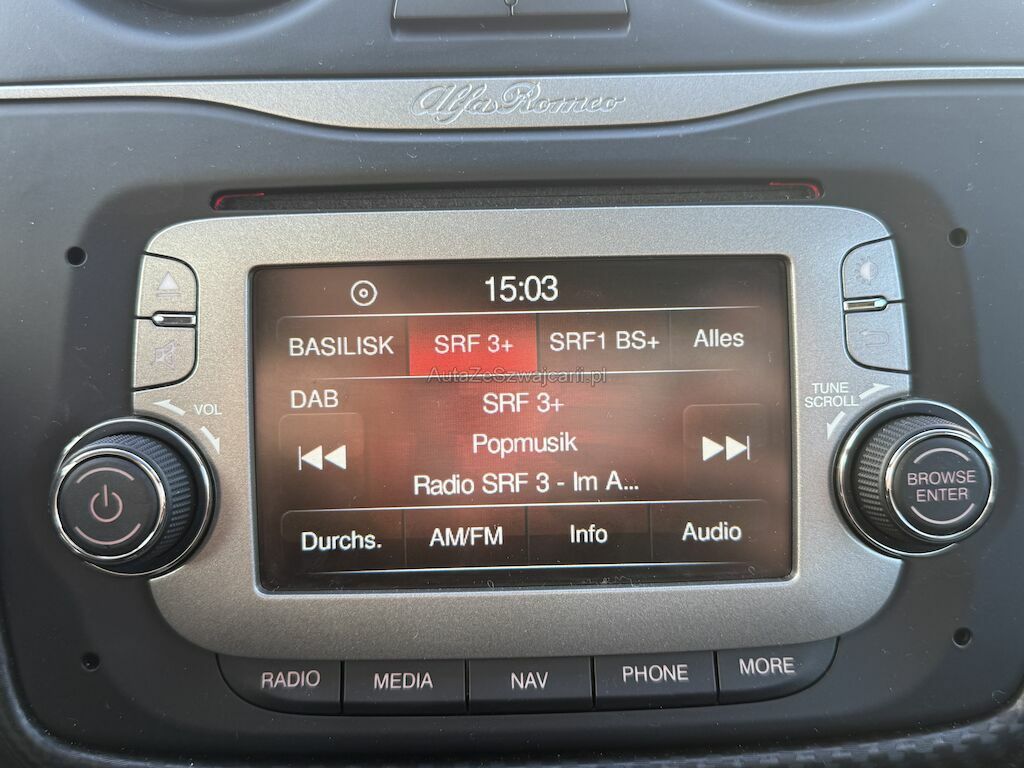 Alfa Romeo
15:03
BASILISK SRF 3+ SRF1 BS+ Alles
AutaZeSzwajcarii.pl
DAB SRF 3+
Popmusik
Radio SRF 3 - Im A...
Durchs. AM/FM Info Audio
VOL
TUNE
SCROLL
BROWSE
ENTER
RADIO MEDIA NAV PHONE MORE